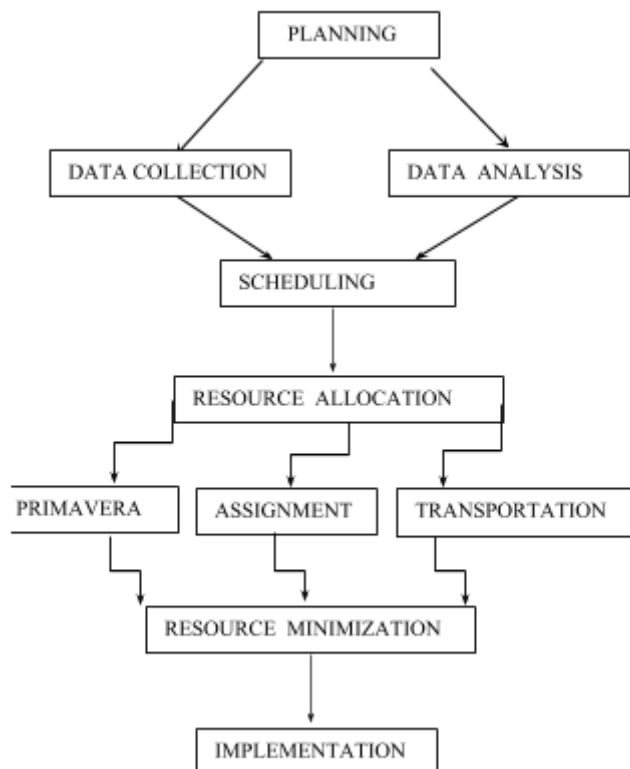 PLANNING
DATA COLLECTION
DATA ANALYSIS
SCHEDULING
RESOURCE ALLOCATION
PRIMAVERA
ASSIGNMENT
TRANSPORTATION
RESOURCE MINIMIZATION
IMPLEMENTATION